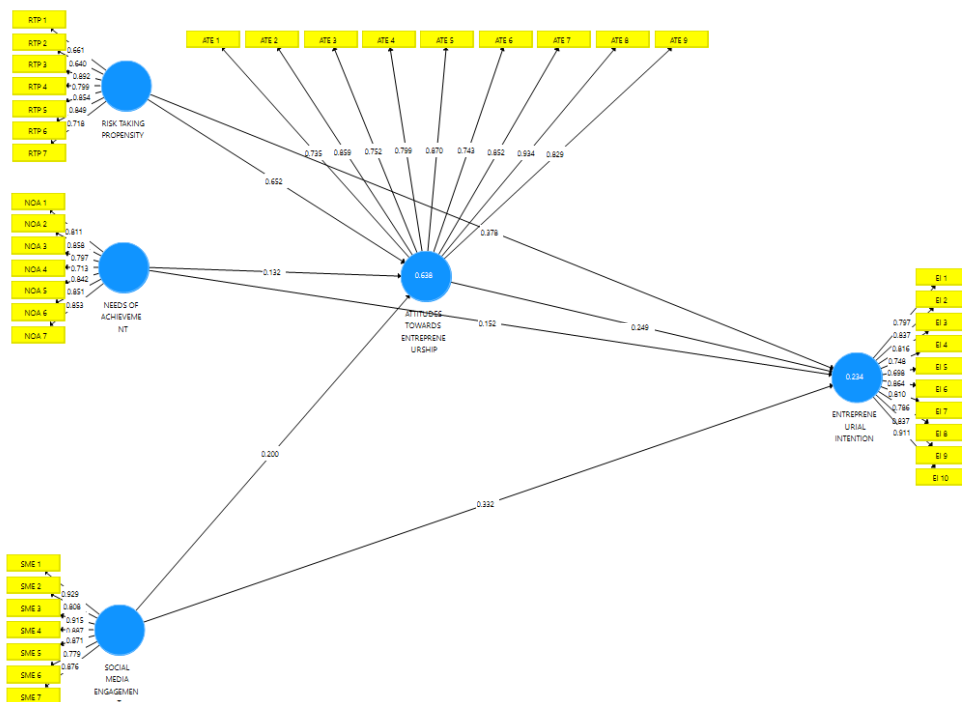 RTP 1
RTP 2
RTP 3
RTP 4
RTP 5
RTP 6
RTP 7
0.661
0.640
0.892
0.799
0.854
0.849
0.718
RISK TAKING
PROPENSITY
ATE 1
ATE 2
ATE 3
ATE 4
ATE 5
ATE 6
ATE 7
ATE 8
ATE 9
0.735
0.859
0.752
0.799
0.870
0.743
0.852
0.934
0.829
0.652
0.378
NOA 1
NOA 2
NOA 3
NOA 4
NOA 5
NOA 6
NOA 7
0.811
0.858
0.797
0.713
0.842
0.851
0.853
NEEDS OF
ACHIEVEME
NT
0.132
0.152
0.638
ATTITUDES
TOWARDS
ENTREPRENE
URSHIP
0.249
0.234
ENTREPRENE
URIAL
INTENTION
EI 1
EI 2
EI 3
EI 4
EI 5
EI 6
EI 7
EI 8
EI 9
EI 10
0.797
0.837
0.816
0.748
0.698
0.864
0.810
0.786
0.837
0.911
0.200
0.332
SME 1
SME 2
SME 3
SME 4
SME 5
SME 6
SME 7
0.929
0.808
0.915
0.871
0.779
0.876
SOCIAL
MEDIA
ENGAGEMEN